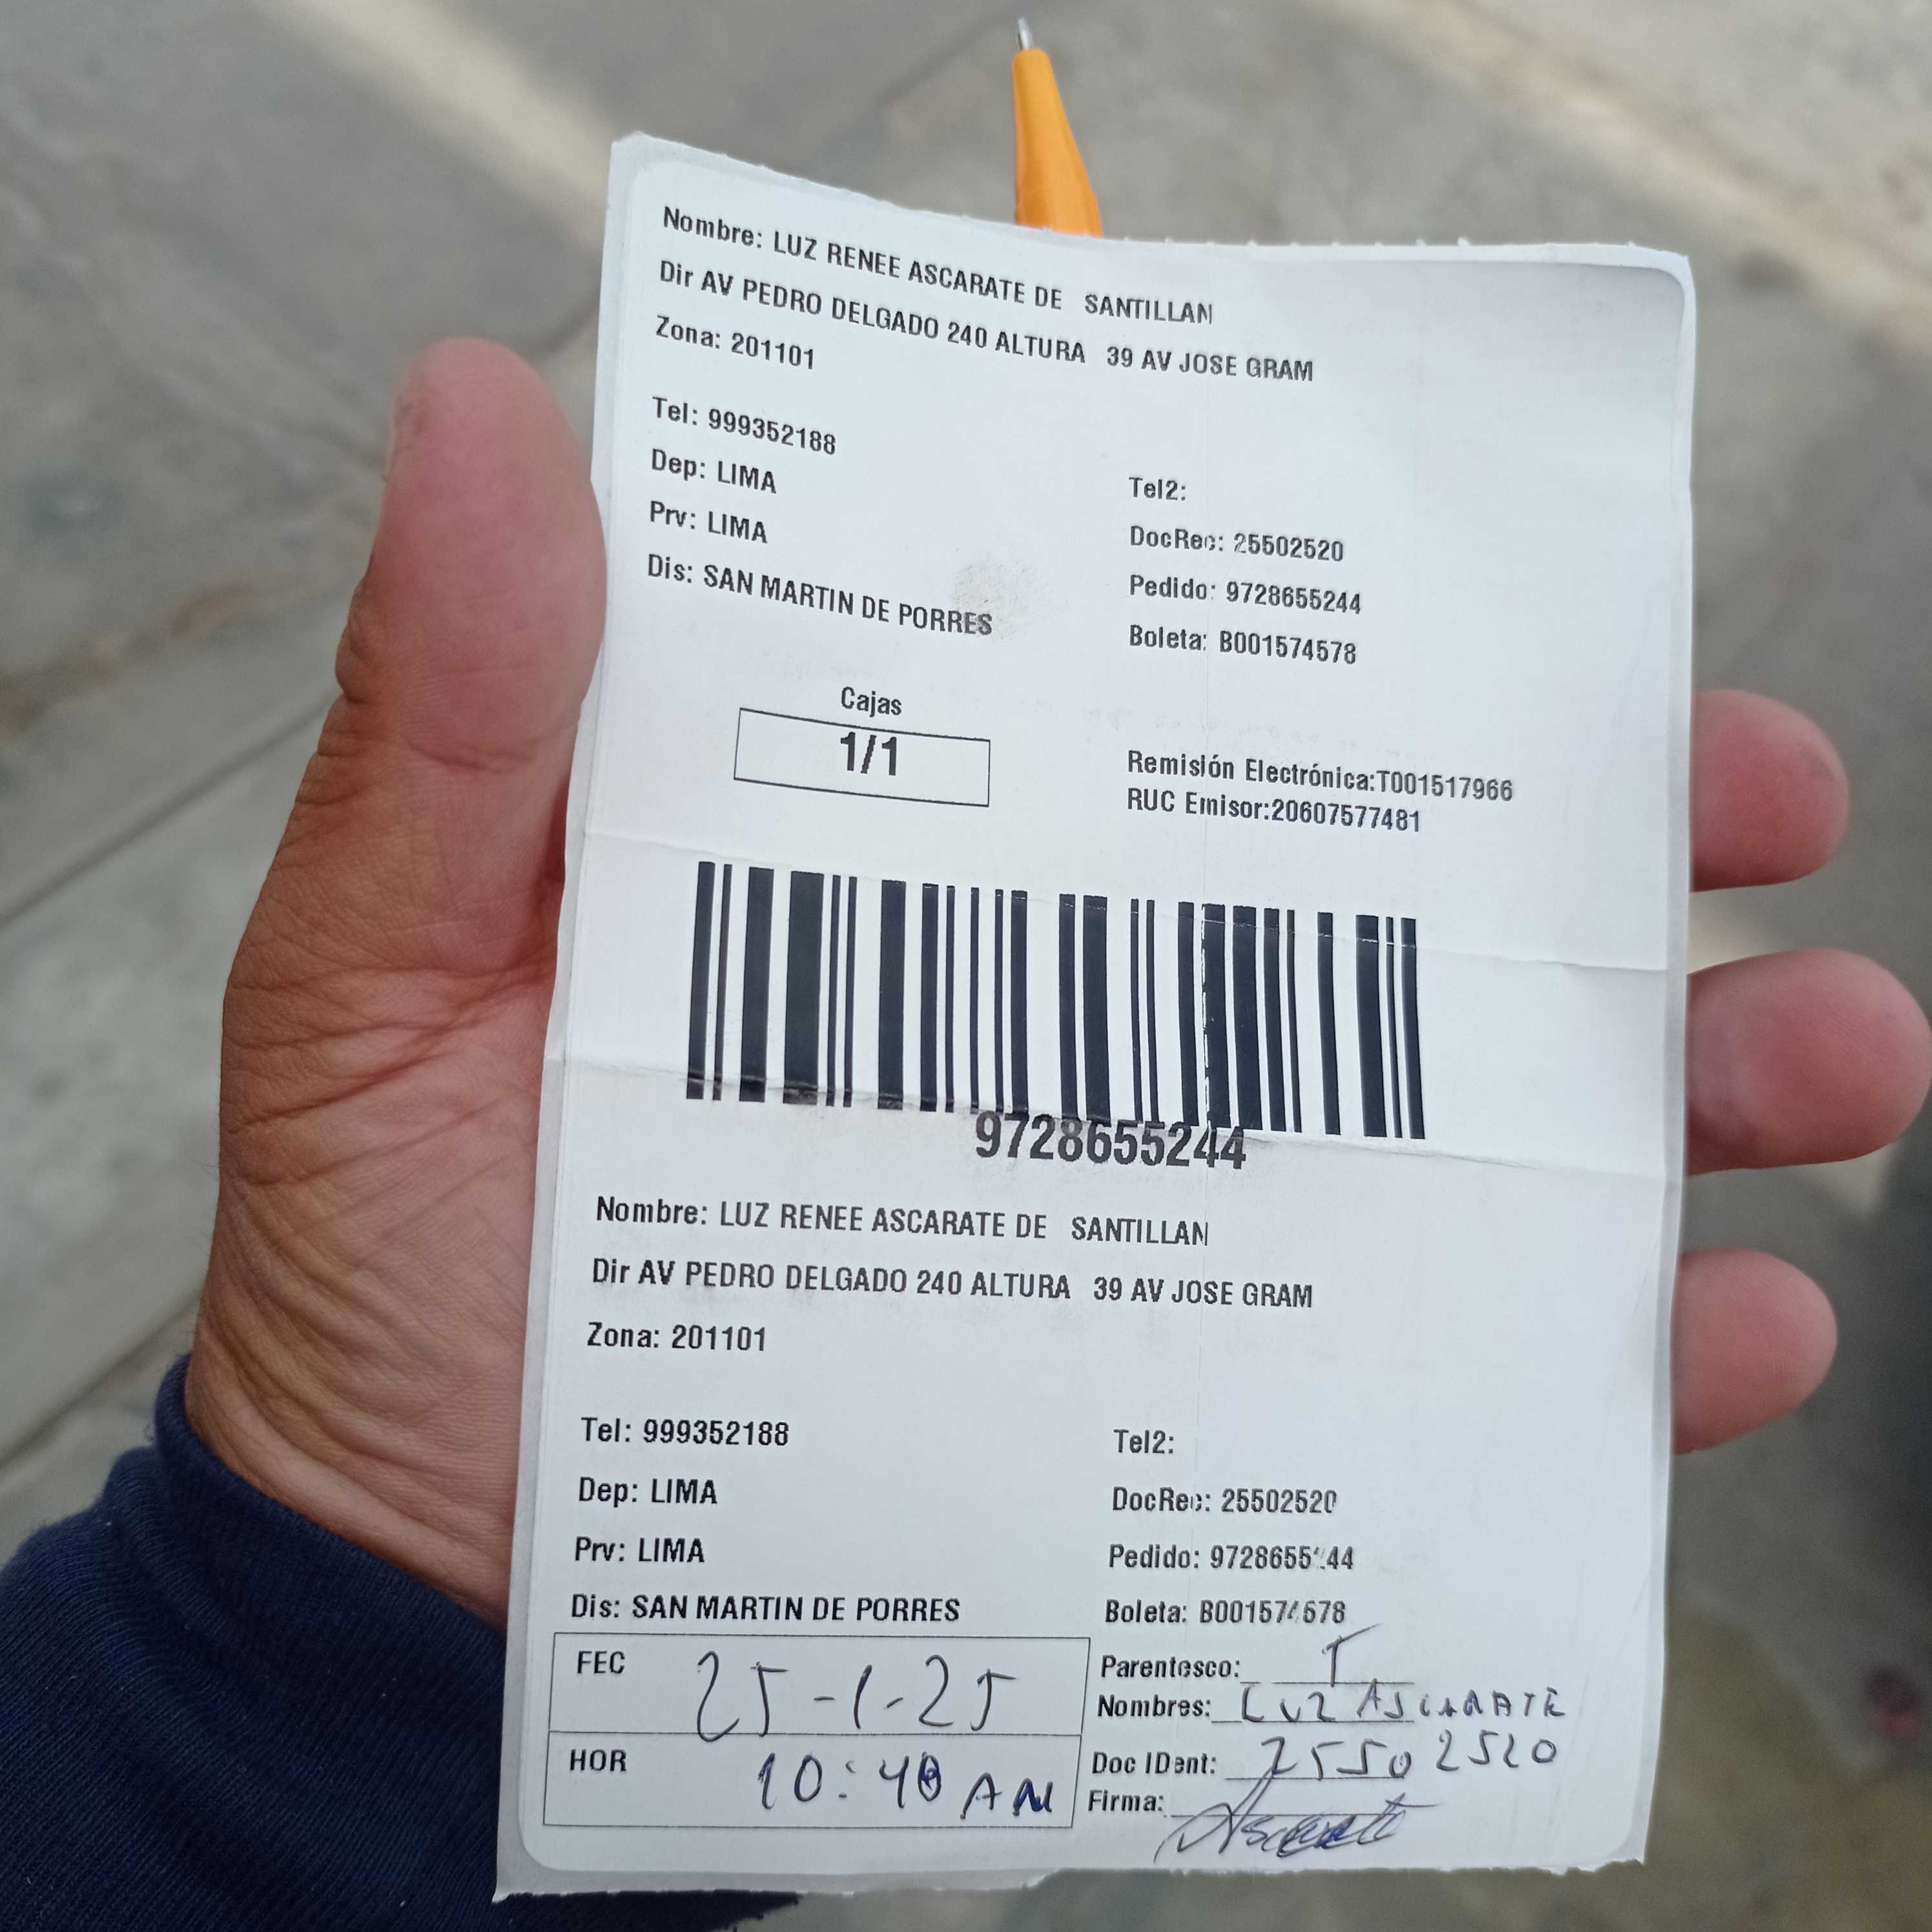 Nombre: LUZ RENEE ASCARATE DE SANTILLAN
Dir AV PEDRO DELGADO 240 ALTURA 39 AV JOSE GRAM
Zona: 201101
Tel: 999352188
Dep: LIMA
Prv: LIMA
Dis: SAN MARTIN DE PORRES
Tel2:
DocRec: 25502520
Pedido: 9728655244
Boleta: B001574578
Cajas
1/1
Remisión Electrónica:T001517966
RUC Emisor:20607577481
9728655244
Nombre: LUZ RENEE ASCARATE DE SANTILLAN
Dir AV PEDRO DELGADO 240 ALTURA 39 AV JOSE GRAM
Zona: 201101
Tel: 999352188
Dep: LIMA
Prv: LIMA
Dis: SAN MARTIN DE PORRES
Tel2:
DocRec: 25502520
Pedido: 9728655244
Boleta: B001574578
FEC 25-1-25
HOR 10:40 AM
Parentesco: T
Nombres: LUZ ASCARATE
Doc IDent: 25502520
Firma: Ascarate